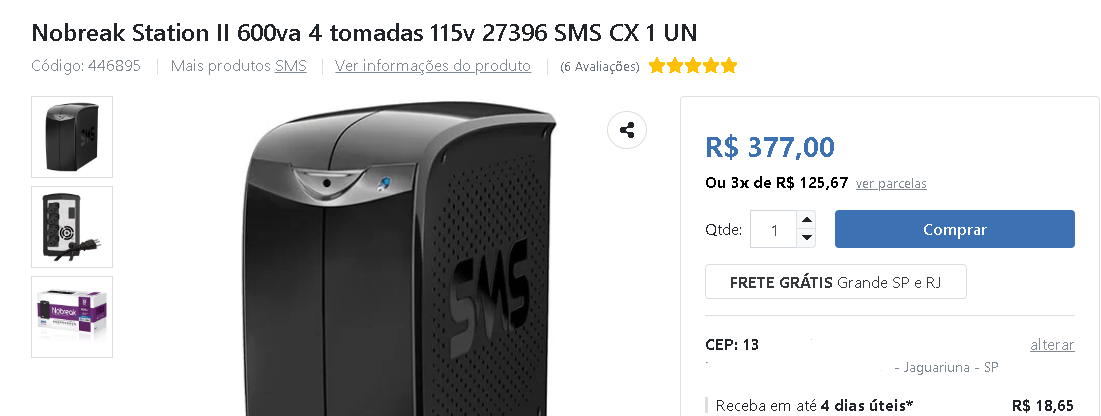 Nobreak Station II 600va 4 tomadas 115v 27396 SMS CX 1 UN
Código: 446895 Mais produtos SMS Ver informações do produto (6 Avaliações)
SMS
Nobreak
R$ 377,00
Ou 3x de R$ 125,67 ver parcelas
Qtde: 1 Comprar
FRETE GRÁTIS Grande SP e RJ
CEP: 13 alterar
- Jaguariuna - SP
Receba em até 4 dias úteis* R$ 18,65